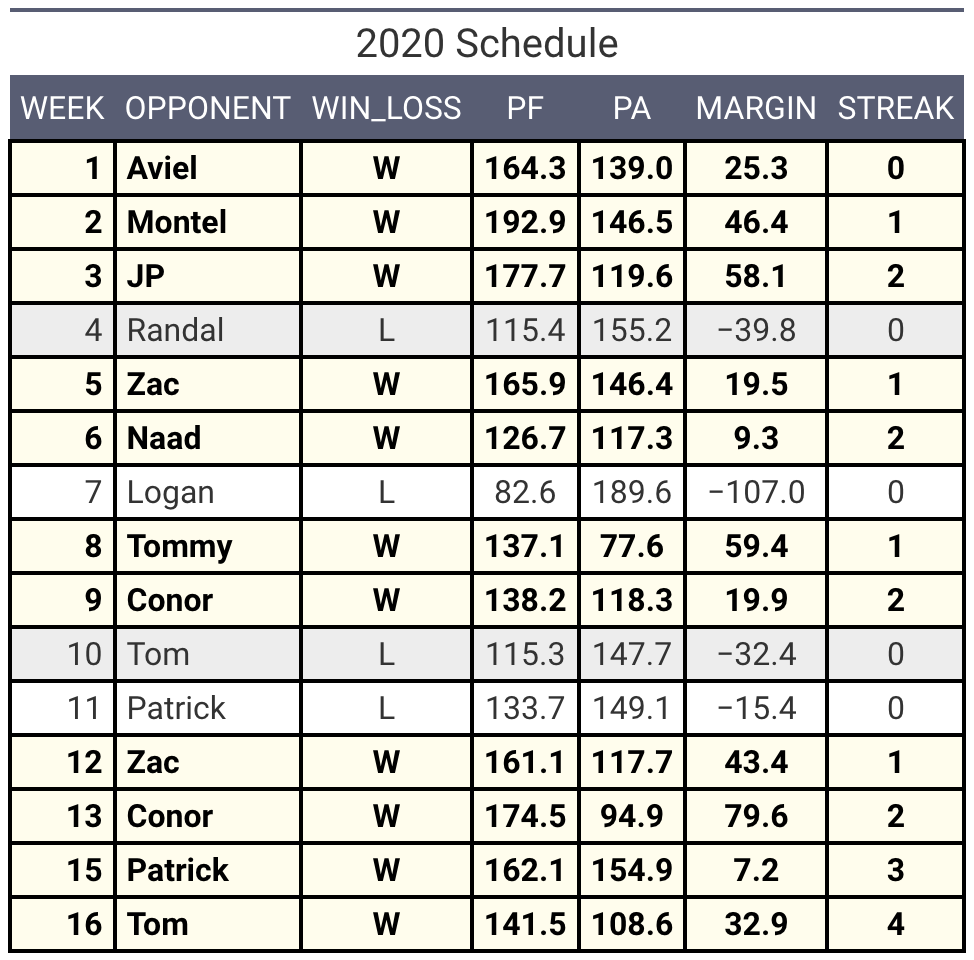 2020 Schedule
WEEK OPPONENT WIN_LOSS PF PA MARGIN STREAK
1 Aviel W 164.3 139.0 25.3 0
2 Montel W 192.9 146.5 46.4 1
3 JP W 177.7 119.6 58.1 2
4 Randal L 115.4 155.2 −39.8 0
5 Zac W 165.9 146.4 19.5 1
6 Naad W 126.7 117.3 9.3 2
7 Logan L 82.6 189.6 −107.0 0
8 Tommy W 137.1 77.6 59.4 1
9 Conor W 138.2 118.3 19.9 2
10 Tom L 115.3 147.7 −32.4 0
11 Patrick L 133.7 149.1 −15.4 0
12 Zac W 161.1 117.7 43.4 1
13 Conor W 174.5 94.9 79.6 2
15 Patrick W 162.1 154.9 7.2 3
16 Tom W 141.5 108.6 32.9 4